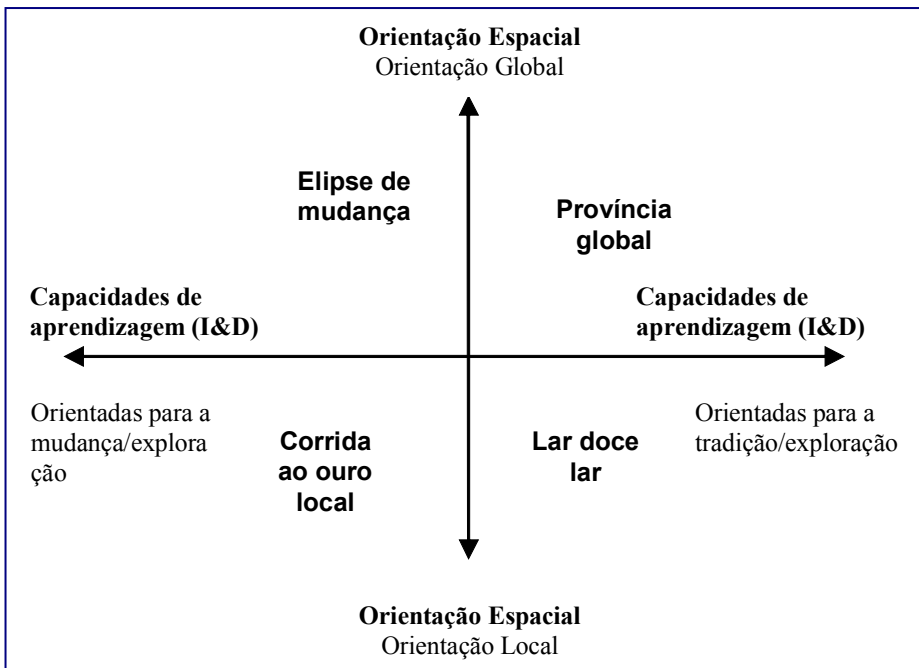 Orientação Espacial
Orientação Global
Elipse de
mudança
Província
global
Capacidades de
aprendizagem (I&D)
Capacidades de
aprendizagem (I&D)
Orientadas para a
mudança/explora
ção
Orientadas para a
tradição/exploração
Corrida
ao ouro
local
Lar doce
lar
Orientação Espacial
Orientação Local